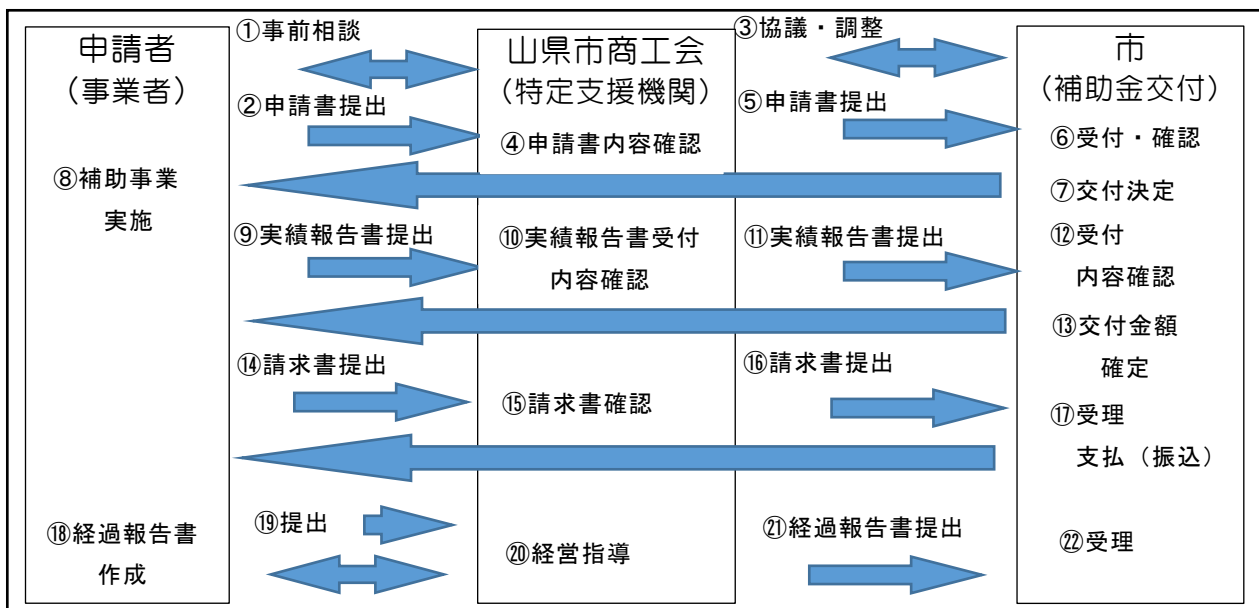 申請者
（事業者）
①事前相談
山県市商工会
（特定支援機関）
③協議・調整
市
（補助金交付）
②申請書提出
④申請書内容確認
⑤申請書提出
⑥受付・確認
⑦交付決定
⑧補助事業
実施
⑨実績報告書提出
⑩実績報告書受付
内容確認
⑪実績報告書提出
⑫受付
内容確認
⑬交付金額
確定
⑭請求書提出
⑮請求書確認
⑯請求書提出
⑰受理
支払（振込）
⑱経過報告書
作成
⑲提出
⑳経営指導
㉑経過報告書提出
㉒受理